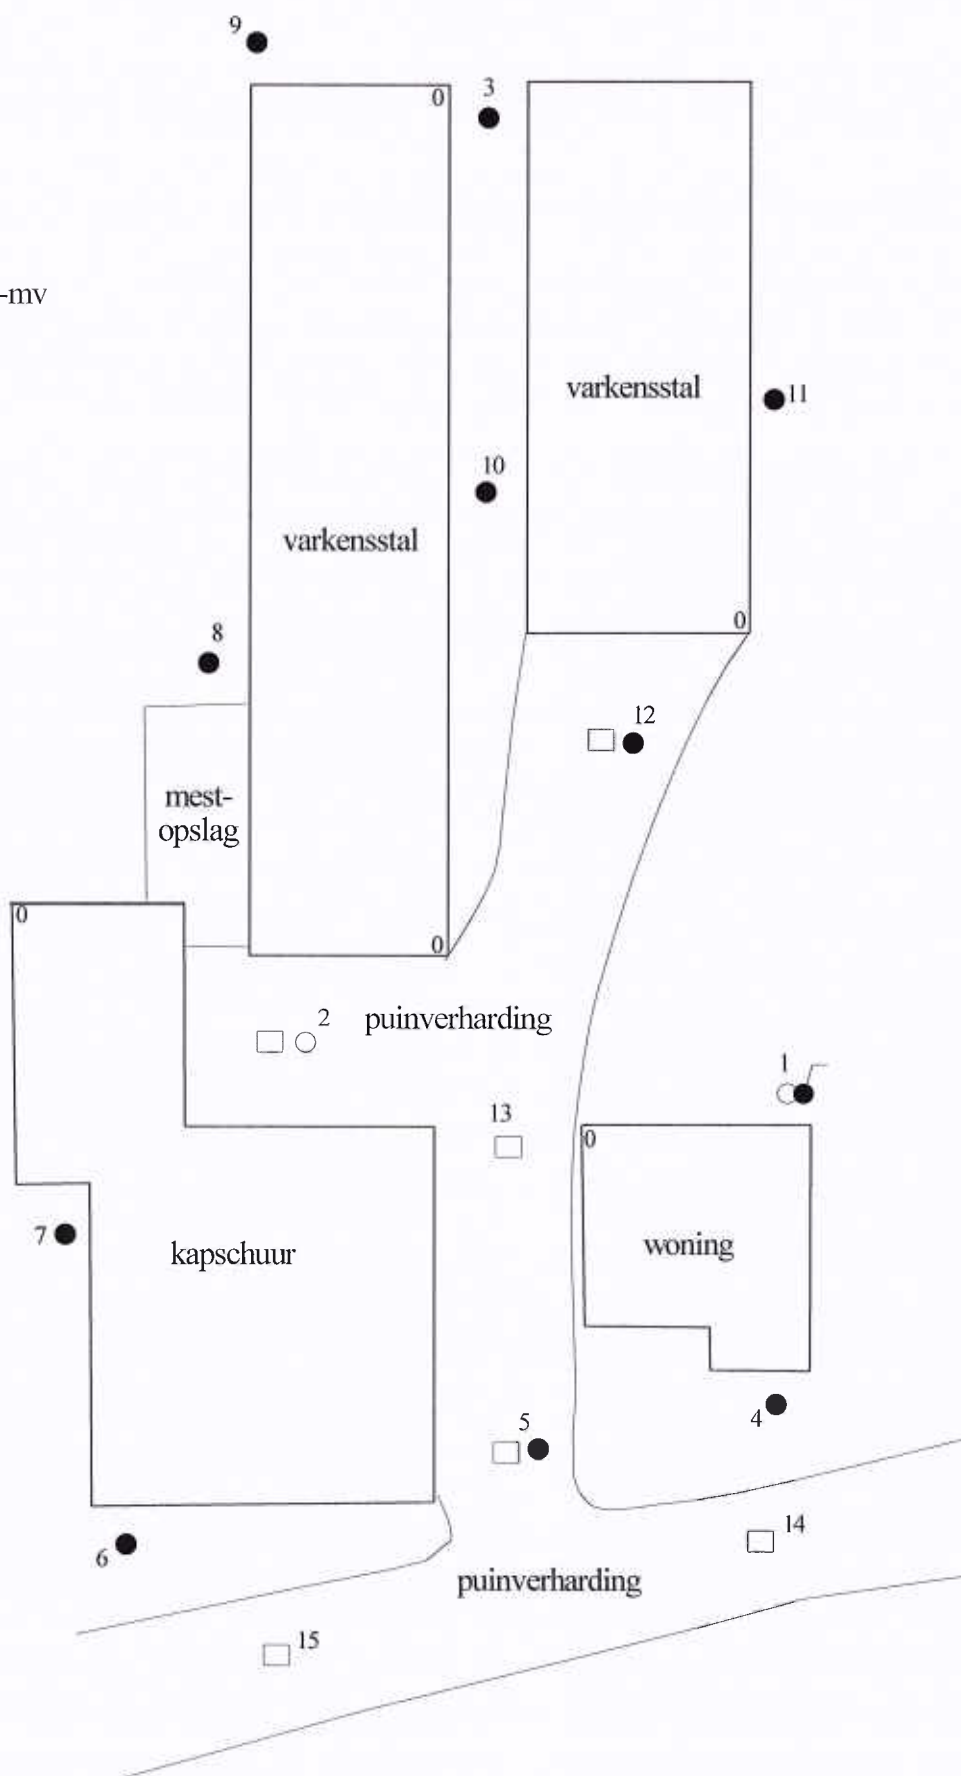 9
0
3
-mv
varkensstal
11
10
varkensstal
0
8
12
mest-
opslag
0
0
2
puinverharding
1
13
0
7
kapschuur
woning
4
5
14
6
puinverharding
15